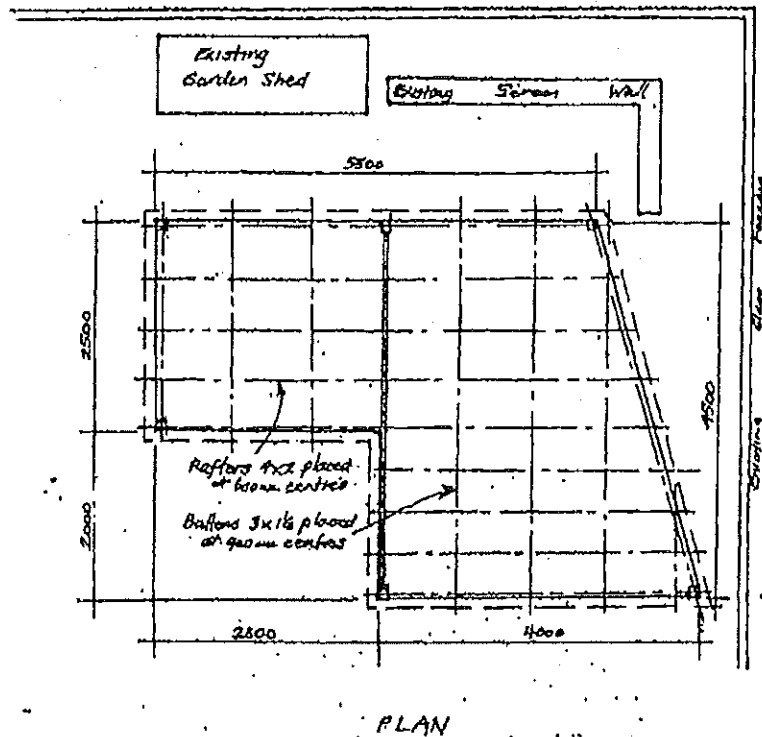 Existing
Garden Shed
Existing Screen Wall
5500
2500
4500
Existing
Rafters 4x2 placed
at 600mm centres
Battens 3x1½ placed
at 900mm centres
2000
2800
4000
PLAN